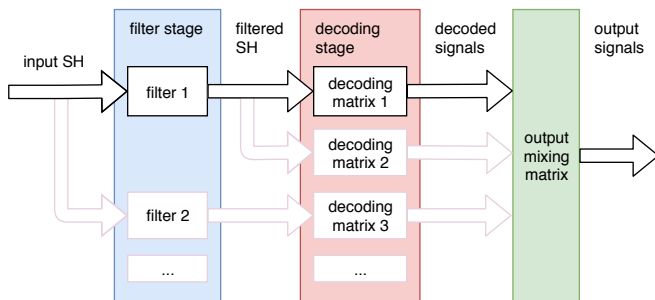 filter stage
filtered
SH
decoding
stage
decoded
signals
output
signals
input SH
filter 1
decoding
matrix 1
decoding
matrix 2
output
mixing
matrix
filter 2
decoding
matrix 3
...
...